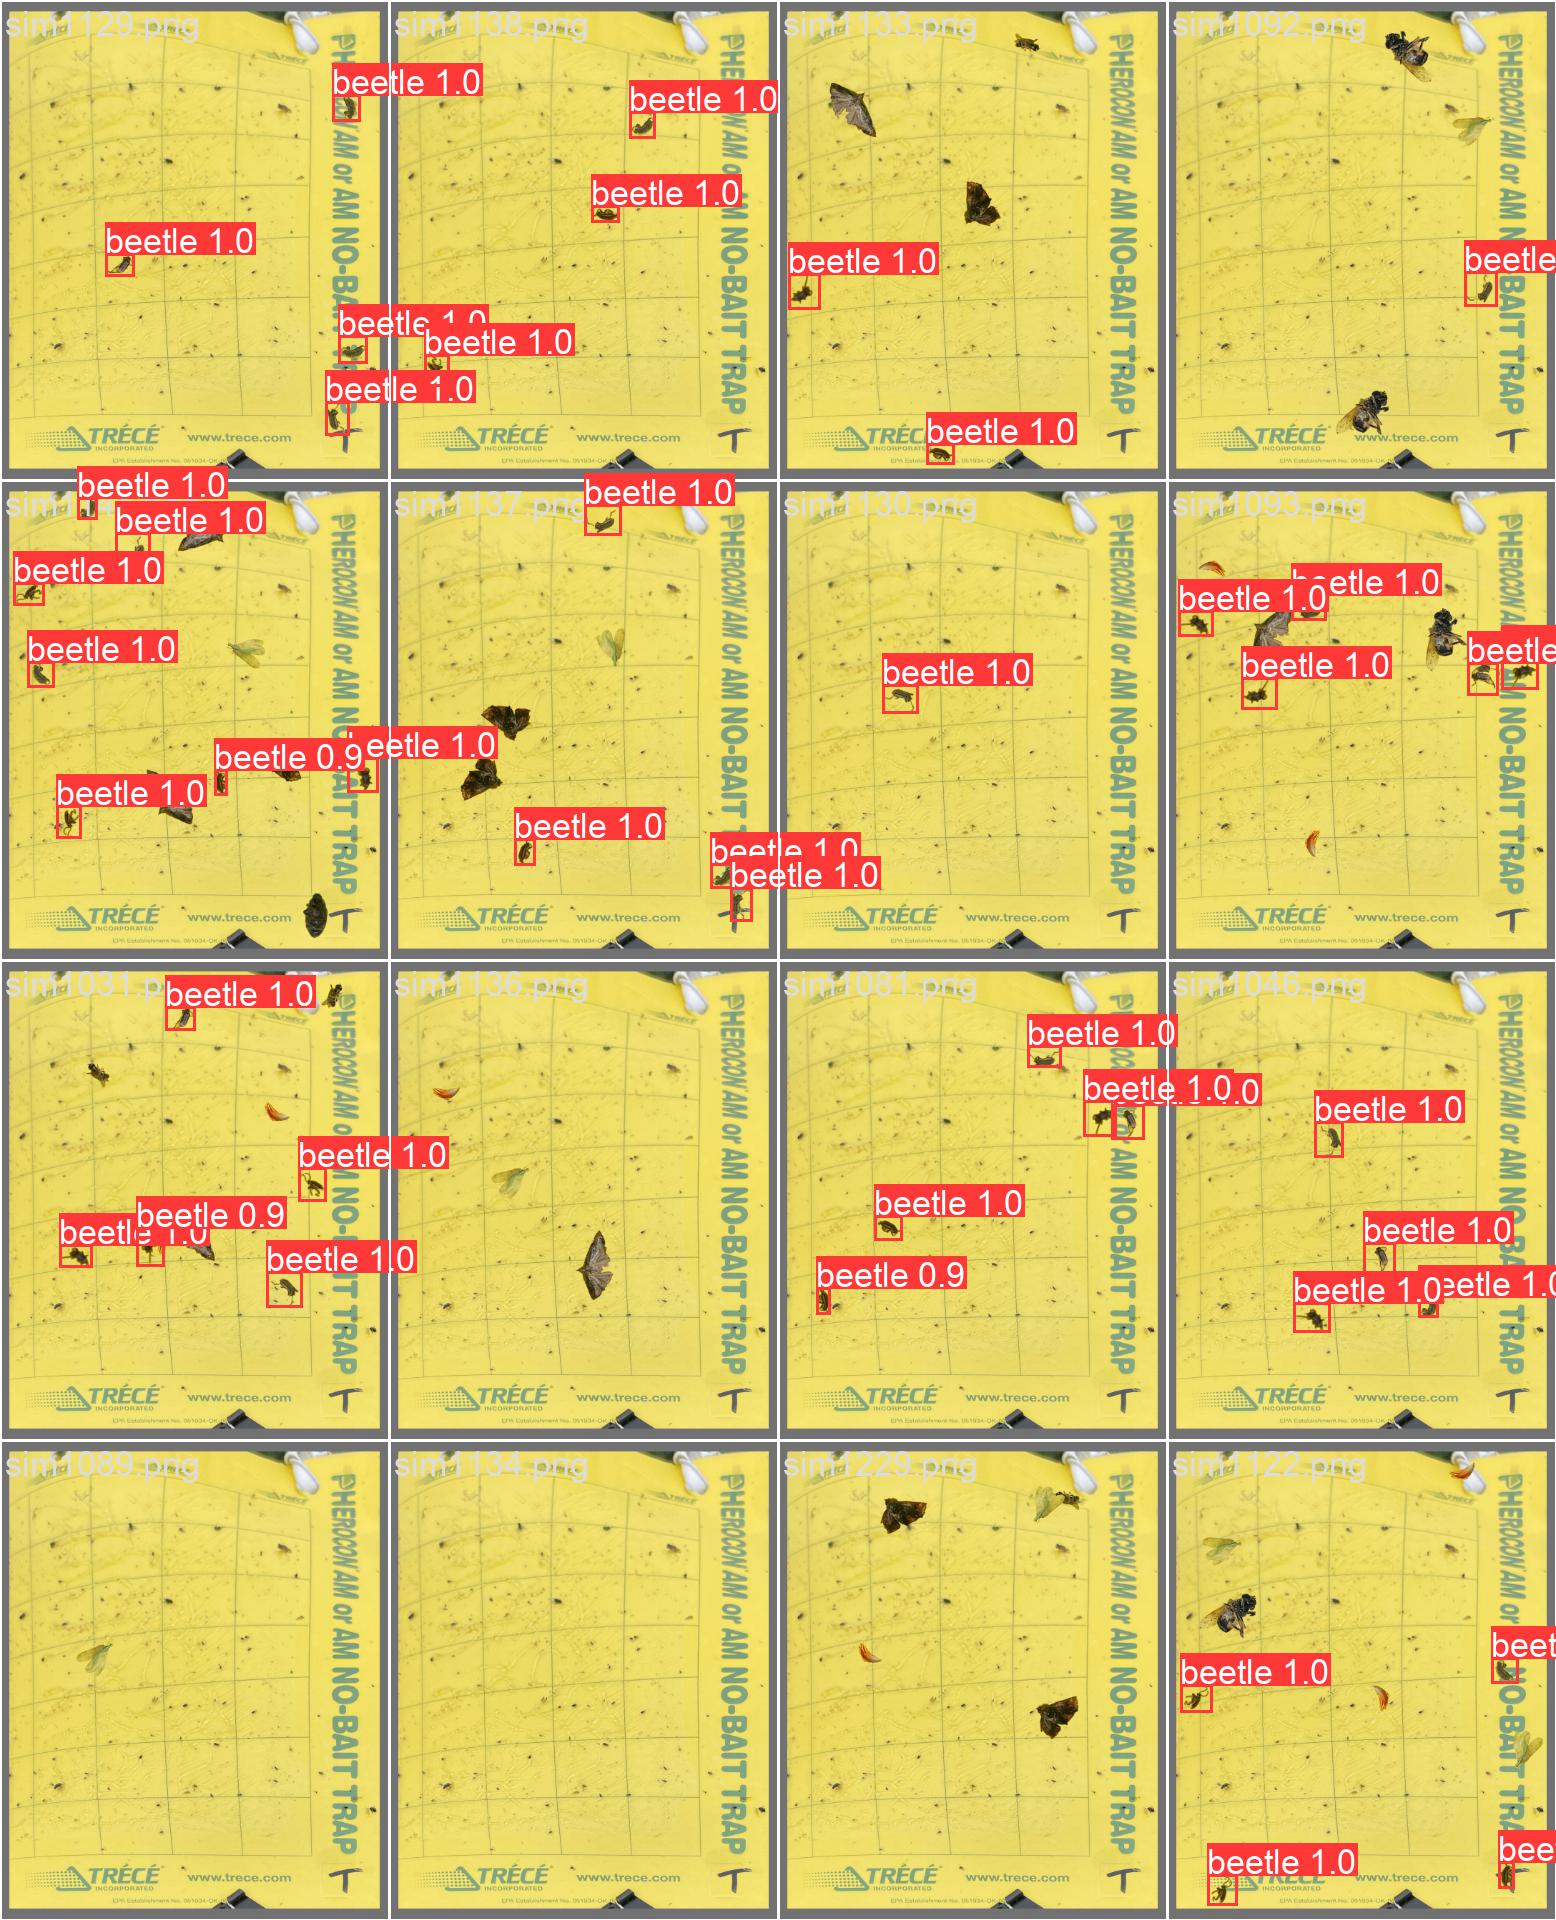 sim1129.png
beetle 1.0
beetle 1.0
beetle 1.0
beetle 1.0
PHEROCON AM or AM NO-BAIT TRAP
TRÉCÉ
INCORPORATED
www.trece.com
T
sim1138.png
beetle 1.0
beetle 1.0
beetle 1.0
PHEROCON AM or AM NO-BAIT TRAP
TRÉCÉ
INCORPORATED
www.trece.com
T
sim1133.png
beetle 1.0
beetle 1.0
PHEROCON AM or AM NO-BAIT TRAP
www.trece.com
T
sim1092.png
beetle
PHEROCON AM or AM NO-BAIT TRAP
TRÉCÉ
INCORPORATED
www.trece.com
T
beetle 1.0
beetle 1.0
beetle 1.0
beetle 1.0
beetle 0.9
beetle 1.0
beetle 1.0
PHEROCON AM or AM NO-BAIT TRAP
TRÉCÉ
INCORPORATED
www.trece.com
T
sim1137.png
beetle 1.0
beetle 1.0
beetle 1.0
beetle 1.0
PHEROCON AM or AM NO-BAIT TRAP
TRÉCÉ
INCORPORATED
www.trece.com
T
sim1130.png
beetle 1.0
PHEROCON AM or AM NO-BAIT TRAP
TRÉCÉ
INCORPORATED
www.trece.com
T
sim1093.png
beetle 1.0
beetle 1.0
beetle 1.0
beetle
PHEROCON AM or AM NO-BAIT TRAP
TRÉCÉ
INCORPORATED
www.trece.com
T
sim1031.png
beetle 1.0
beetle 1.0
beetle 0.9
beetle 1.0
beetle 1.0
PHEROCON AM or AM NO-BAIT TRAP
TRÉCÉ
INCORPORATED
www.trece.com
T
sim1136.png
PHEROCON AM or AM NO-BAIT TRAP
TRÉCÉ
INCORPORATED
www.trece.com
T
sim1081.png
beetle 1.0
beetle 1.0
beetle 1.0
beetle 0.9
or AM NO-BAIT TRAP
TRÉCÉ
INCORPORATED
www.trece.com
T
sim1046.png
beetle 1.0
beetle 1.0
beetle 1.0
beetle 1.0
PHEROCON AM or AM NO-BAIT TRAP
TRÉCÉ
INCORPORATED
www.trece.com
T
sim1089.png
PHEROCON AM or AM NO-BAIT TRAP
TRÉCÉ
INCORPORATED
www.trece.com
T
sim1134.png
PHEROCON AM or AM NO-BAIT TRAP
TRÉCÉ
INCORPORATED
www.trece.com
T
sim1229.png
PHEROCON AM or AM NO-BAIT TRAP
TRÉCÉ
INCORPORATED
www.trece.com
T
sim1122.png
beetle 1.0
beet
beetle 1.0
PHEROCON AM or NO-BAIT TRAP
TRÉCÉ
www.trece.com